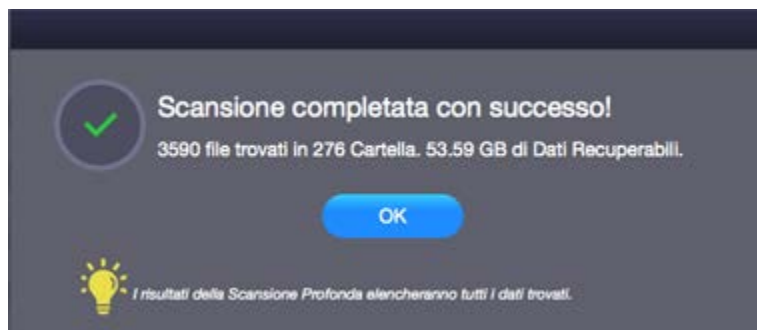 Scansione completata con successo!
3590 file trovati in 276 Cartella. 53.59 GB di Dati Recuperabili.
OK
I risultati della Scansione Profonda elencheranno tutti i dati trovati.